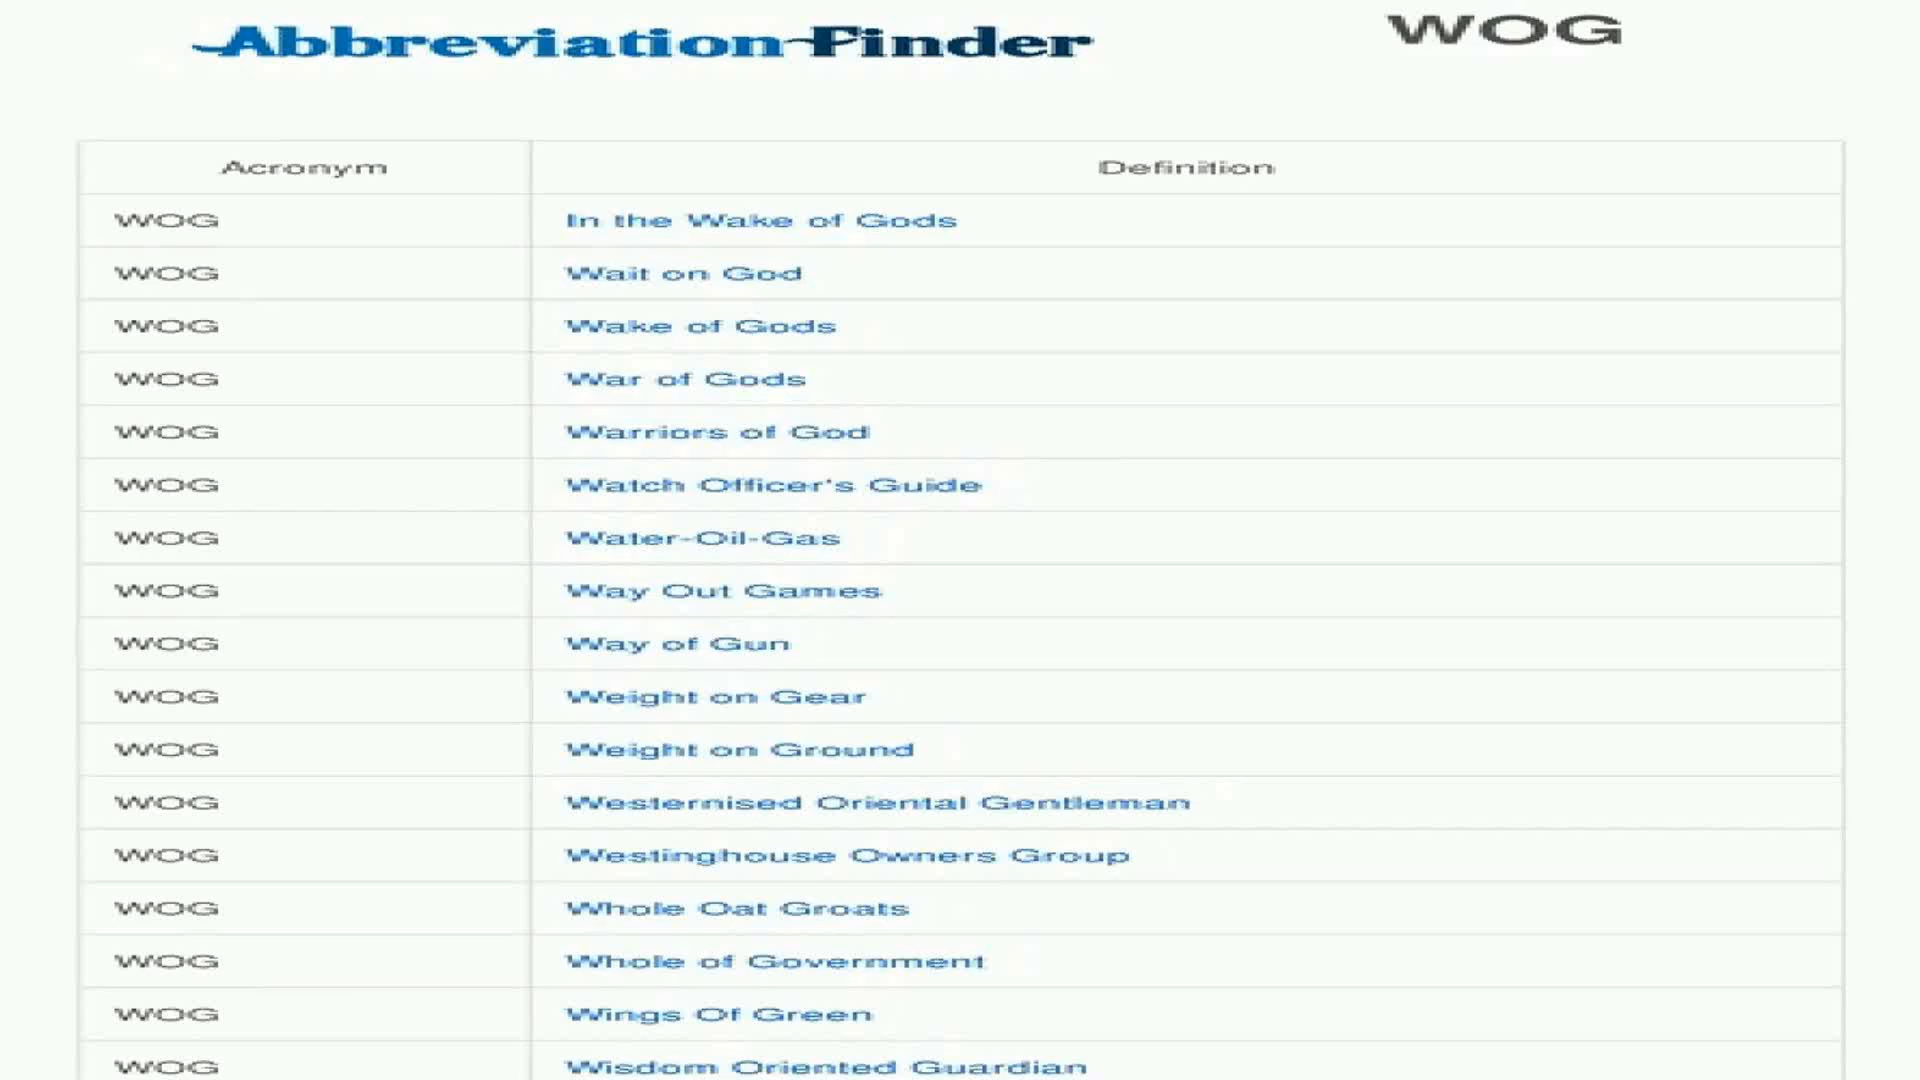 Abbreviation Finder WOG
Acronym Definition
WOG In the Wake of Gods
WOG Wait on God
WOG Wake of Gods
WOG War of Gods
WOG Warriors of God
WOG Watch Officer's Guide
WOG Water-Oil-Gas
WOG Way Out Games
WOG Way of Gun
WOG Weight on Gear
WOG Weight on Ground
WOG Westernised Oriental Gentleman
WOG Westinghouse Owners Group
WOG Whole Oat Groats
WOG Whole of Government
WOG Wings Of Green
WOG Wisdom Oriented Guardian